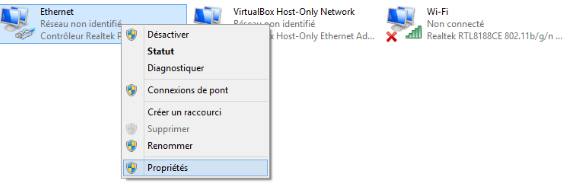 Ethernet
Réseau non identifié
Contrôleur Realtek P
VirtualBox Host-Only Network
Réseau non identifié
Box Host-Only Ethernet Ad...
Wi-Fi
Non connecté
Realtek RTL8188CE 802.11b/g/n ...
Désactiver
Statut
Diagnostiquer
Connexions de pont
Créer un raccourci
Supprimer
Renommer
Propriétés